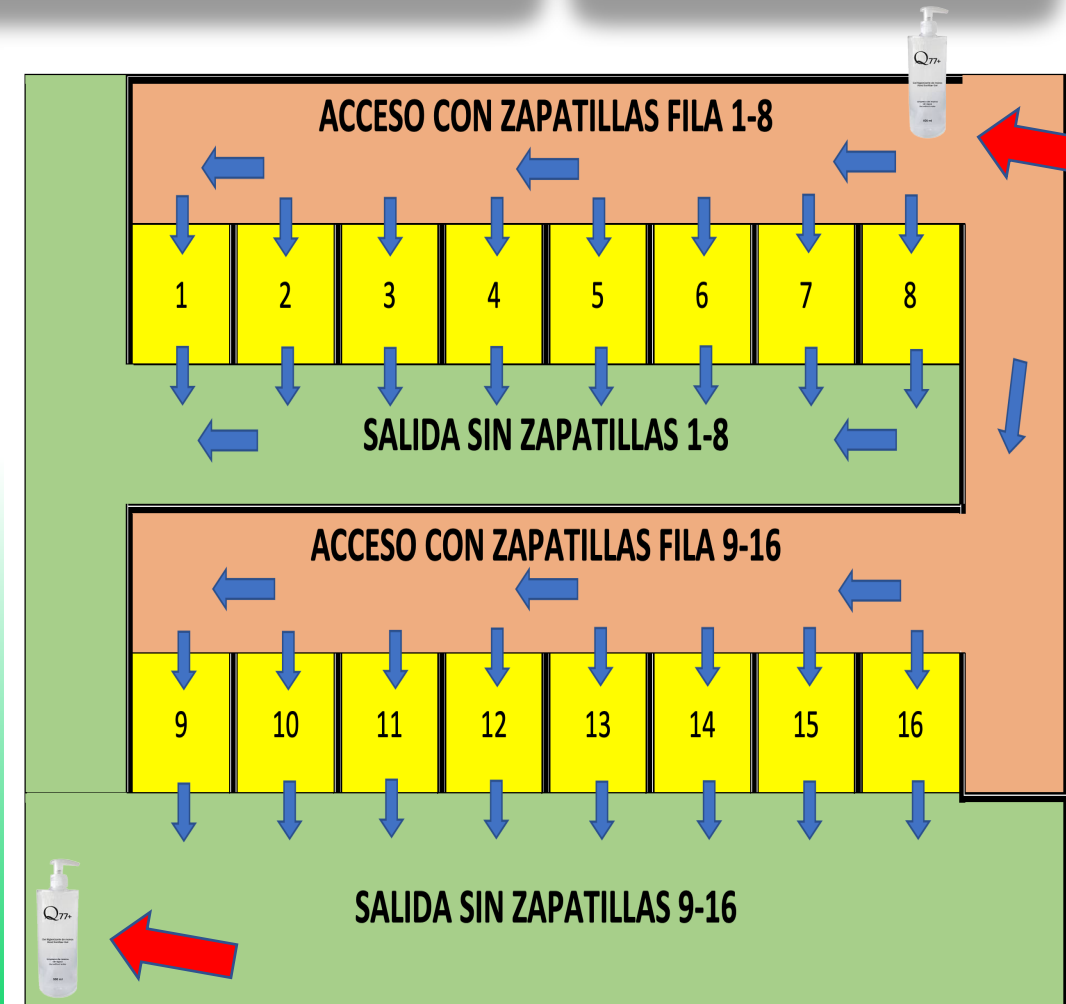 Q77+
ACCESO CON ZAPATILLAS FILA 1-8
1 2 3 4 5 6 7 8
SALIDA SIN ZAPATILLAS 1-8
ACCESO CON ZAPATILLAS FILA 9-16
9 10 11 12 13 14 15 16
SALIDA SIN ZAPATILLAS 9-16
Q77+